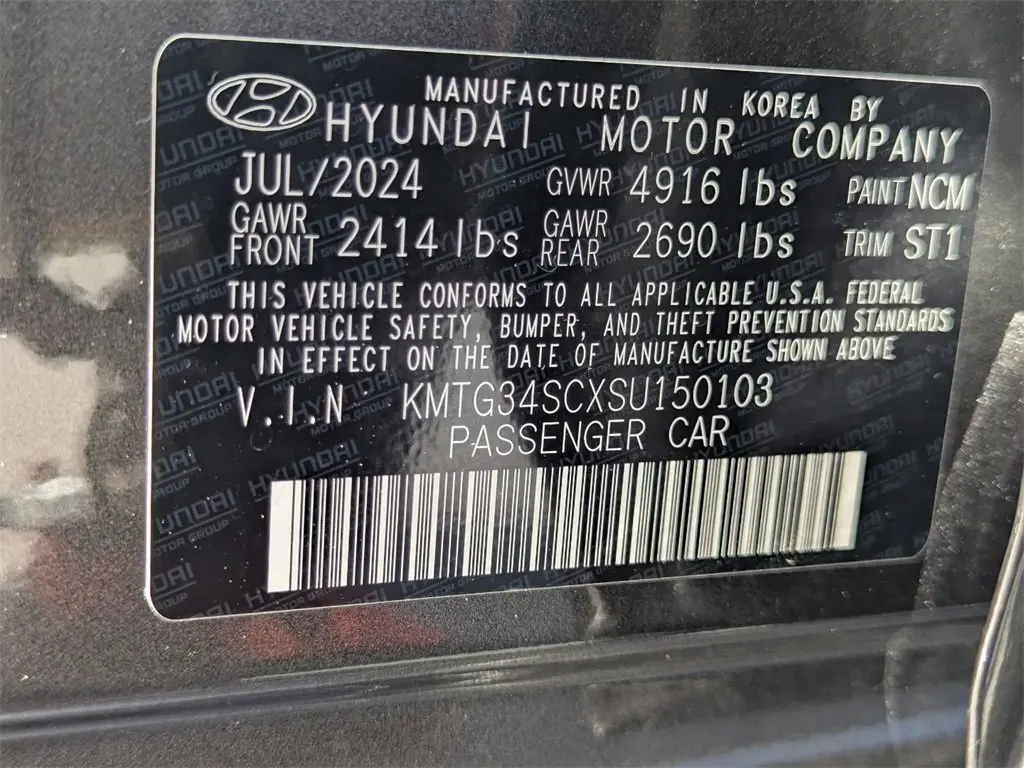 MANUFACTURED IN KOREA BY
HYUNDAI MOTOR COMPANY
JUL/2024 GVWR 4916 lbs PAINT NCM
GAWR FRONT 2414 lbs GAWR REAR 2690 lbs TRIM ST1
THIS VEHICLE CONFORMS TO ALL APPLICABLE U.S.A. FEDERAL
MOTOR VEHICLE SAFETY, BUMPER, AND THEFT PREVENTION STANDARDS
IN EFFECT ON THE DATE OF MANUFACTURE SHOWN ABOVE
V.I.N KMTG34SCXSU150103
PASSENGER CAR